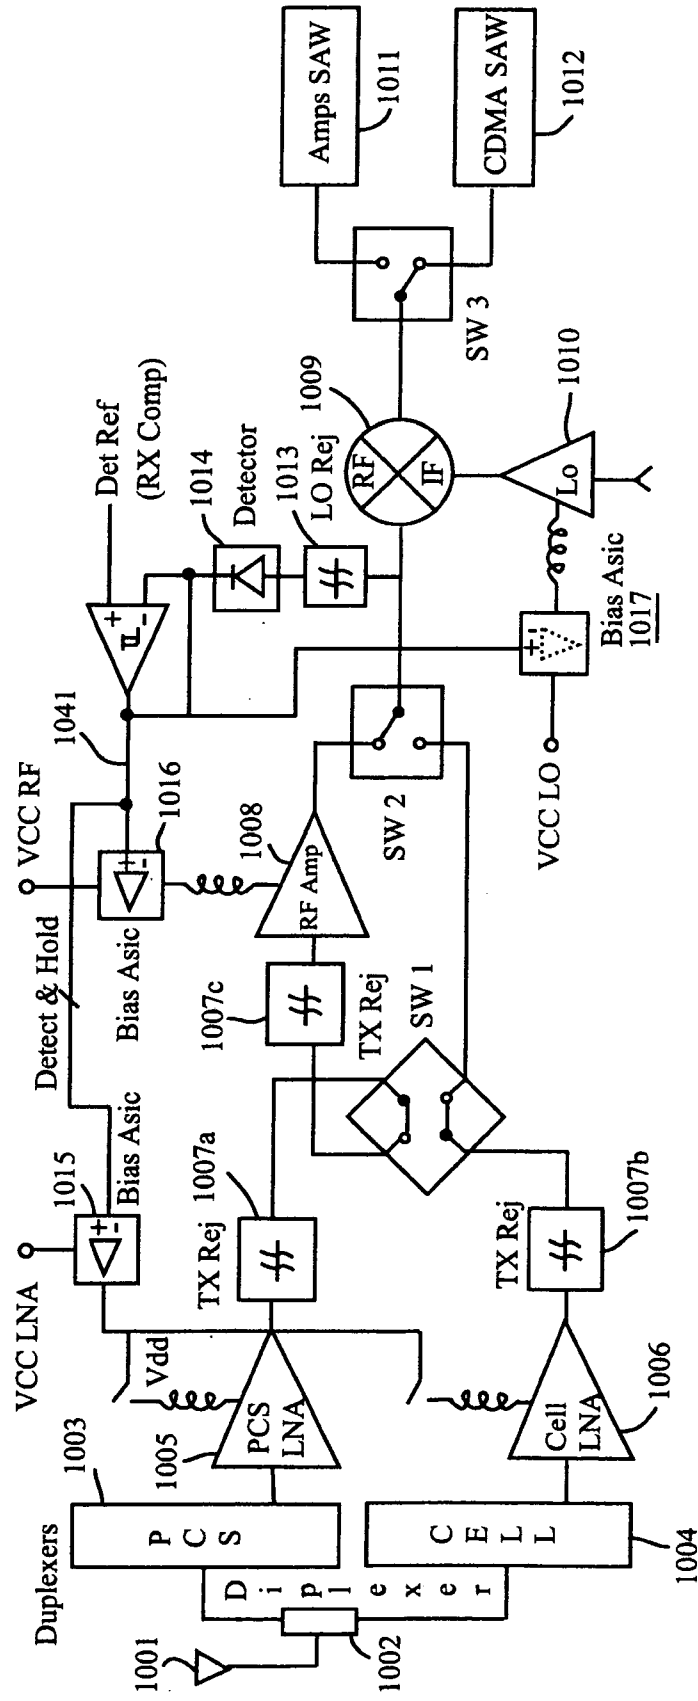 Duplexers
1001
1002
Diplexer
1003
PCS
CELL
1004
VCC LNA
1015
+
-
Bias Asic
Vdd
1005
PCS
LNA
Cell
LNA
1006
TX Rej
1007a
TX Rej
1007b
Detect & Hold
VCC RF
1016
+
-
Bias Asic
1041
1007c
TX Rej
SW 1
1008
RF Amp
SW 2
Det Ref
(RX Comp)
+
-
1014
Detector
1013
LO Rej
1009
RF
IF
VCC LO
+
-
Bias Asic
1017
Lo
1010
SW 3
Amps SAW
1011
CDMA SAW
1012